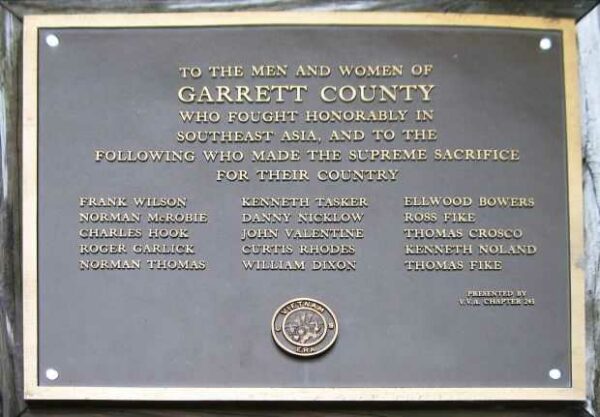 TO THE MEN AND WOMEN OF
GARRETT COUNTY
WHO FOUGHT HONORABLY IN
SOUTHEAST ASIA, AND TO THE
FOLLOWING WHO MADE THE SUPREME SACRIFICE
FOR THEIR COUNTRY
FRANK WILSON KENNETH TASKER ELLWOOD BOWERS
NORMAN McROBIE DANNY NICKLOW ROSS FIKE
CHARLES HOOK JOHN VALENTINE THOMAS CROSCO
ROGER GARLICK CURTIS RHODES KENNETH NOLAND
NORMAN THOMAS WILLIAM DIXON THOMAS FIKE
PRESENTED BY
V.V.A. CHAPTER
VIETNAM
ERA